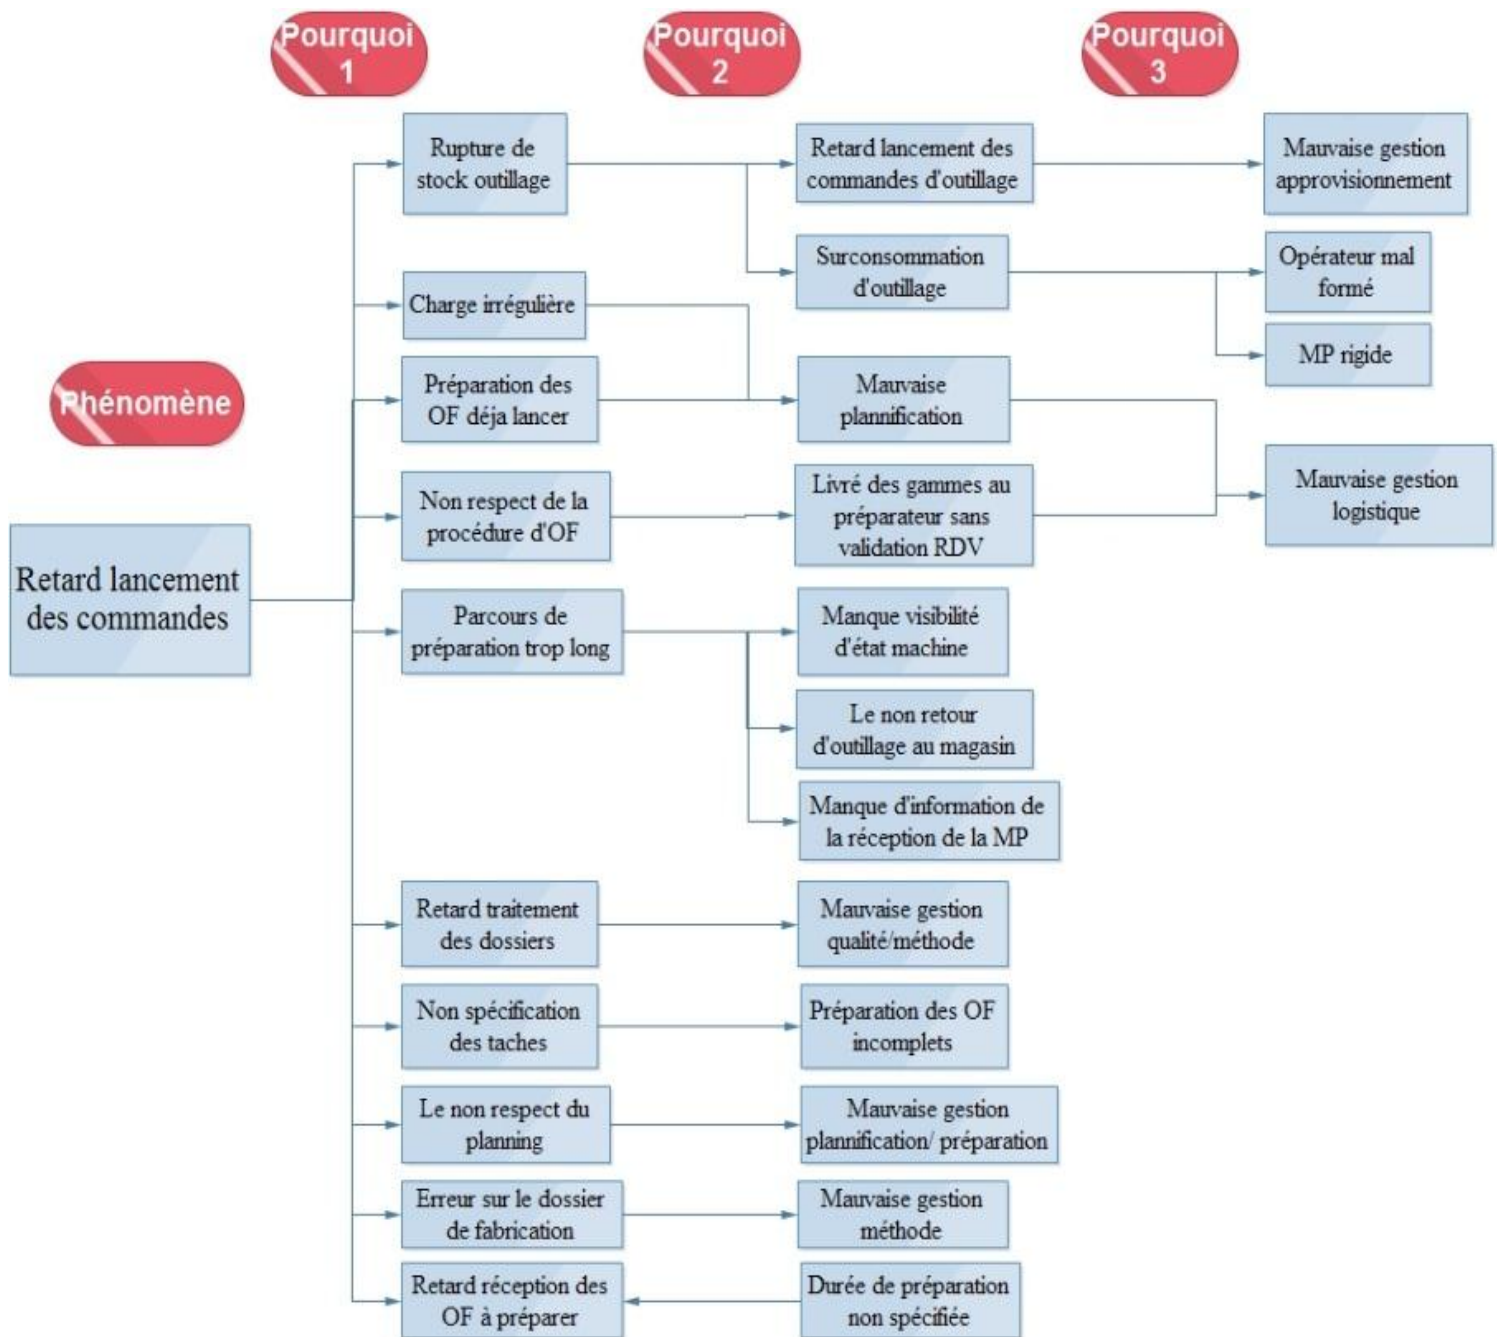 Pourquoi
1
Pourquoi
2
Pourquoi
3
Rupture de
stock outillage
Retard lancement des
commandes d'outillage
Mauvaise gestion
approvisionnement
Surconsommation
d'outillage
Opérateur mal
formé
Charge irrégulière
MP rigide
Phénomène
Préparation des
OF déja lancer
Mauvaise
plannification
Non respect de la
procédure d'OF
Livré des gammes au
préparateur sans
validation RDV
Mauvaise gestion
logistique
Retard lancement
des commandes
Parcours de
préparation trop long
Manque visibilité
d'état machine
Le non retour
d'outillage au magasin
Manque d'information de
la réception de la MP
Retard traitement
des dossiers
Mauvaise gestion
qualité/méthode
Non spécification
des taches
Préparation des OF
incomplets
Le non respect du
planning
Mauvaise gestion
plannification/ préparation
Erreur sur le dossier
de fabrication
Mauvaise gestion
méthode
Retard réception des
OF à préparer
Durée de préparation
non spécifiée